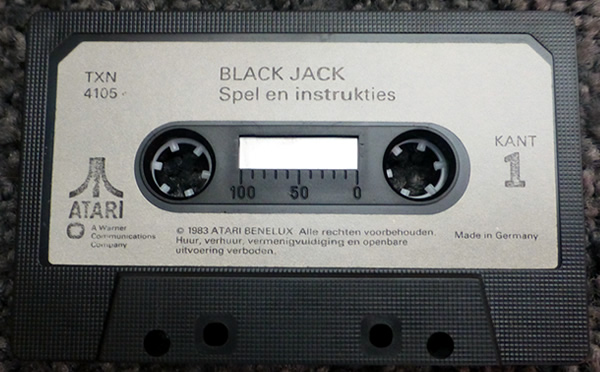 TXN
4105
BLACK JACK
Spel en instrukties
KANT
1
100 50 0
ATARI
A Warner
Communications
Company
© 1983 ATARI BENELUX Alle rechten voorbehouden.
Huur, verhuur, vermenigvuidiging en openbare
uitvoering verboden.
Made in Germany